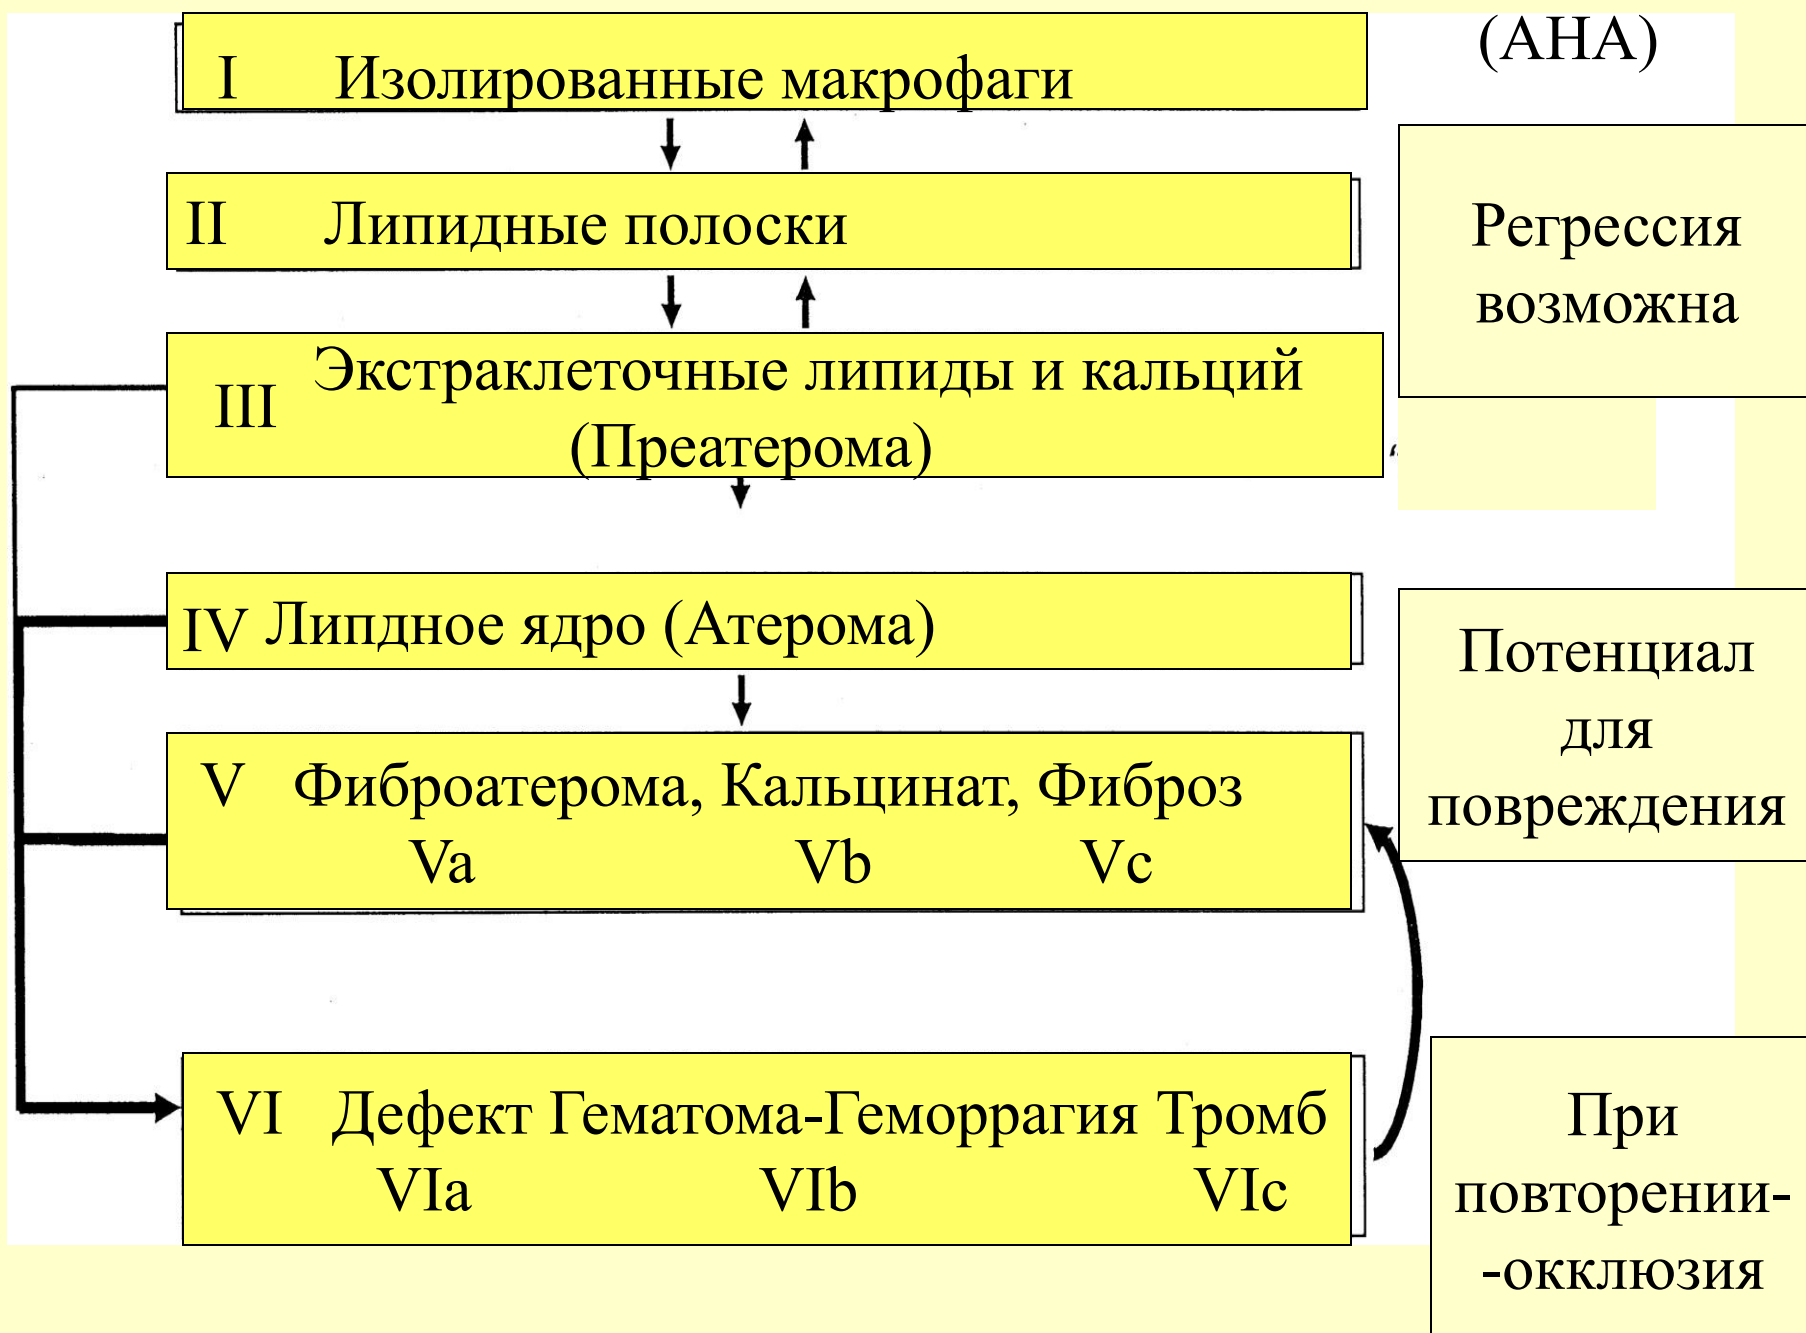 (АНА)
I Изолированные макрофаги
II Липидные полоски
Регрессия
возможна
III Экстраклеточные липиды и кальций
(Преатерома)
IV Липдное ядро (Атерома)
Потенциал
для
повреждения
V Фиброатерома, Кальцинат, Фиброз
Va Vb Vc
VI Дефект Гематома-Геморрагия Тромб
VIa VIb VIc
При
повторении-
-окклюзия